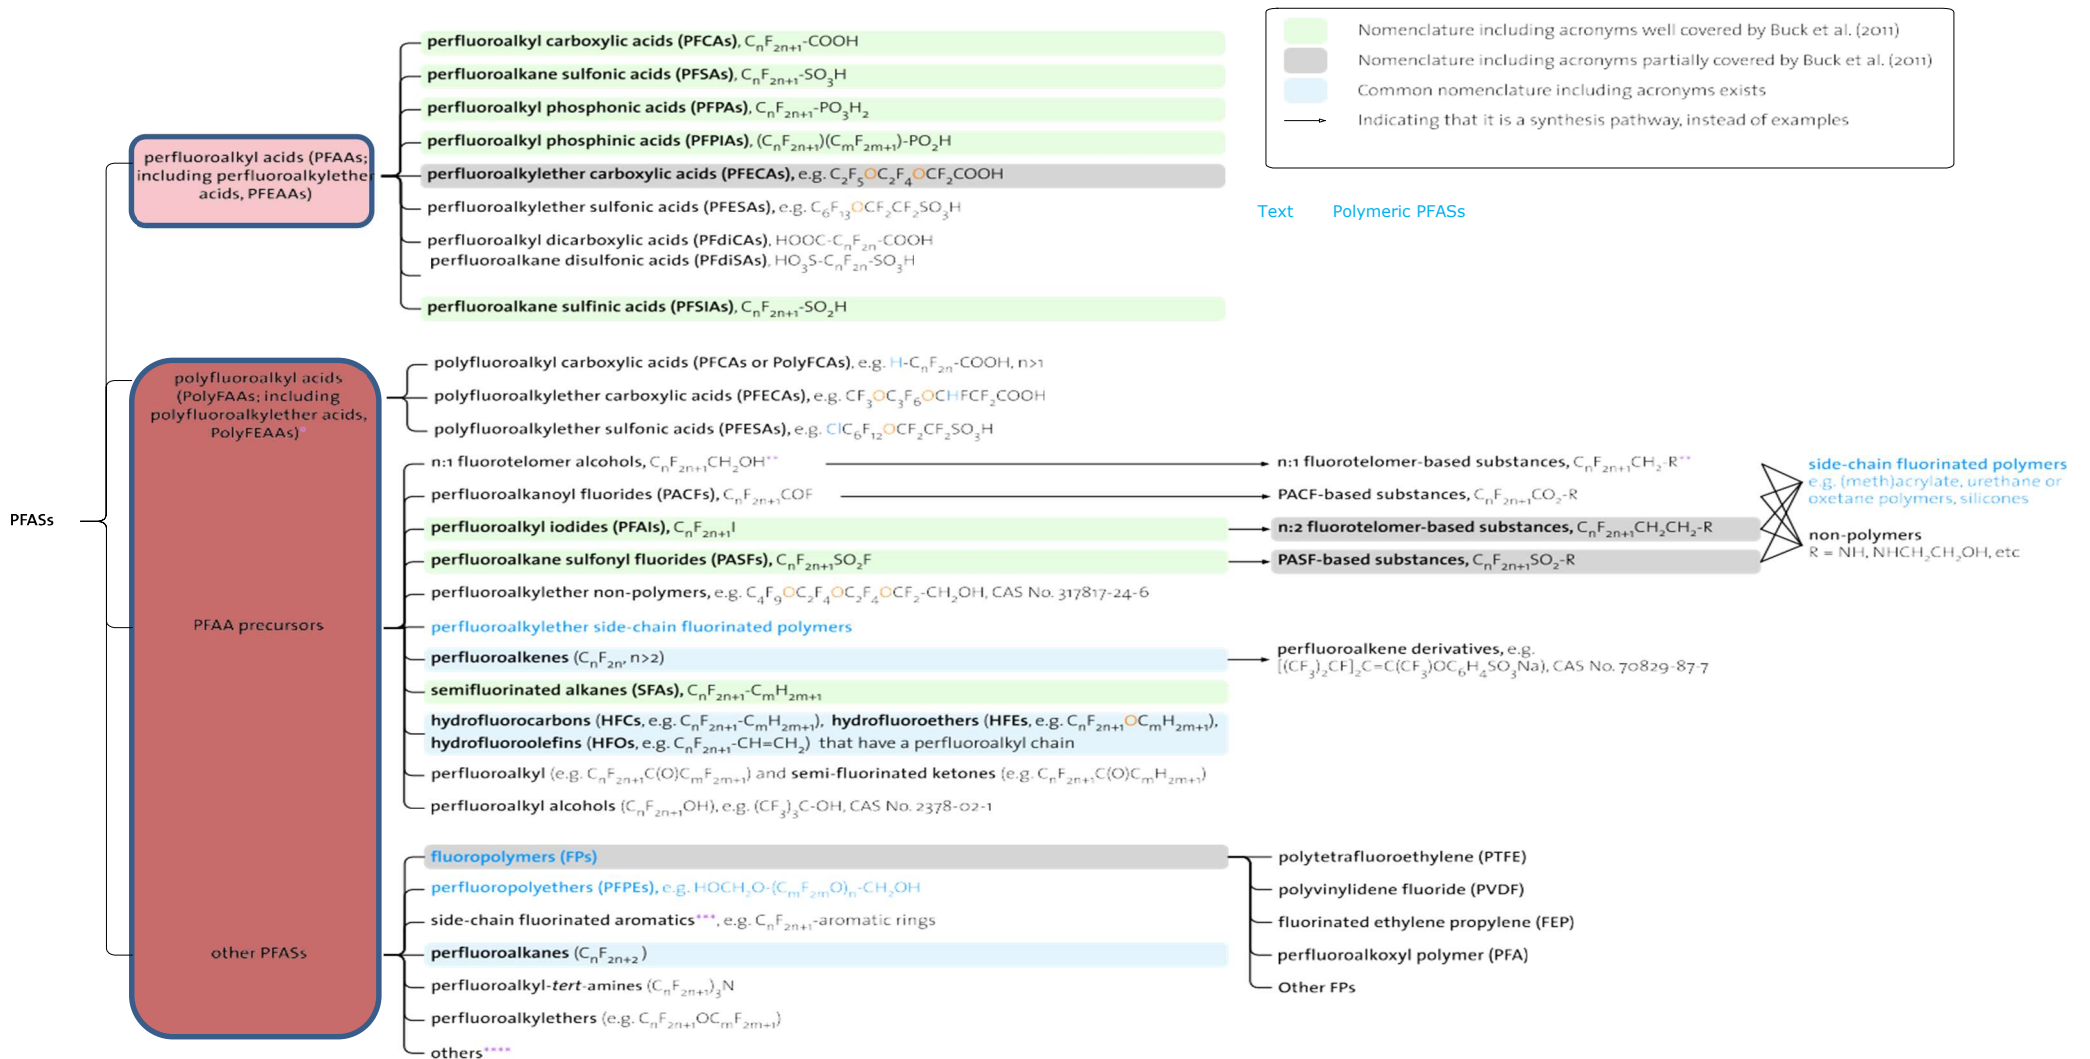 Nomenclature including acronyms well covered by Buck et al. (2011)
Nomenclature including acronyms partially covered by Buck et al. (2011)
Common nomenclature including acronyms exists
Indicating that it is a synthesis pathway, instead of examples
Text Polymeric PFASs
PFASs
perfluoroalkyl acids (PFAAs;
including perfluoroalkylether
acids, PFEAAs)
perfluoroalkyl carboxylic acids (PFCAs), CnF2n+1-COOH
perfluoroalkane sulfonic acids (PFSAs), CnF2n+1-SO3H
perfluoroalkyl phosphonic acids (PFPAs), CnF2n+1-PO3H2
perfluoroalkyl phosphinic acids (PFPIAs), (CnF2n+1)(CmF2m+1)-PO2H
perfluoroalkylether carboxylic acids (PFECAs), e.g. C2F5OC2F4OCF2COOH
perfluoroalkylether sulfonic acids (PFESAs), e.g. C6F13OCF2CF2SO3H
perfluoroalkyl dicarboxylic acids (PFdiCAs), HOOC-CnF2n-COOH
perfluoroalkane disulfonic acids (PFdiSAs), HO3S-CnF2n-SO3H
perfluoroalkane sulfinic acids (PFSIAs), CnF2n+1-SO2H
polyfluoroalkyl acids
(PolyFAAs; including
polyfluoroalkylether acids,
PolyFEAAs)*
polyfluoroalkyl carboxylic acids (PFCAs or PolyFCAs), e.g. H-CnF2n-COOH, n>1
polyfluoroalkylether carboxylic acids (PFECAs), e.g. CF3OC3F6OCHFCF2COOH
polyfluoroalkylether sulfonic acids (PFESAs), e.g. ClC6F12OCF2CF2SO3H
PFAA precursors
n:1 fluorotelomer alcohols, CnF2n+1CH2OH**
n:1 fluorotelomer-based substances, CnF2n+1CH2-R**
perfluoroalkanoyl fluorides (PACFs), CnF2n+1COF
PACF-based substances, CnF2n+1CO2-R
perfluoroalkyl iodides (PFAIs), CnF2n+1I
n:2 fluorotelomer-based substances, CnF2n+1CH2CH2-R
perfluoroalkane sulfonyl fluorides (PASFs), CnF2n+1SO2F
PASF-based substances, CnF2n+1SO2-R
side-chain fluorinated polymers
e.g. (meth)acrylate, urethane or
oxetane polymers, silicones
non-polymers
R = NH, NHCH2CH2OH, etc
perfluoroalkylether non-polymers, e.g. C4F9OC2F4OC2F4OCF2-CH2OH, CAS No. 317817-24-6
perfluoroalkylether side-chain fluorinated polymers
perfluoroalkenes (CnF2n, n>2)
perfluoroalkene derivatives, e.g.
[(CF3)2CF]2C=C(CF3)OC6H4SO3Na), CAS No. 70829-87-7
semifluorinated alkanes (SFAs), CnF2n+1-CmH2m+1
hydrofluorocarbons (HFCs, e.g. CnF2n+1-CmH2m+1), hydrofluoroethers (HFEs, e.g. CnF2n+1OCmH2m+1),
hydrofluoroolefins (HFOs, e.g. CnF2n+1-CH=CH2) that have a perfluoroalkyl chain
perfluoroalkyl (e.g. CnF2n+1C(O)CmF2m+1) and semi-fluorinated ketones (e.g. CnF2n+1C(O)CmH2m+1)
perfluoroalkyl alcohols (CnF2n+1OH), e.g. (CF3)3C-OH, CAS No. 2378-02-1
other PFASs
fluoropolymers (FPs)
perfluoropolyethers (PFPEs), e.g. HOCH2O-(CmF2mO)n-CH2OH
side-chain fluorinated aromatics***, e.g. CnF2n+1-aromatic rings
perfluoroalkanes (CnF2n+2)
perfluoroalkyl-tert-amines (CnF2n+1)3N
perfluoroalkylethers (e.g. CnF2n+1OCmF2m+1)
others****
polytetrafluoroethylene (PTFE)
polyvinylidene fluoride (PVDF)
fluorinated ethylene propylene (FEP)
perfluoroalkoxyl polymer (PFA)
Other FPs